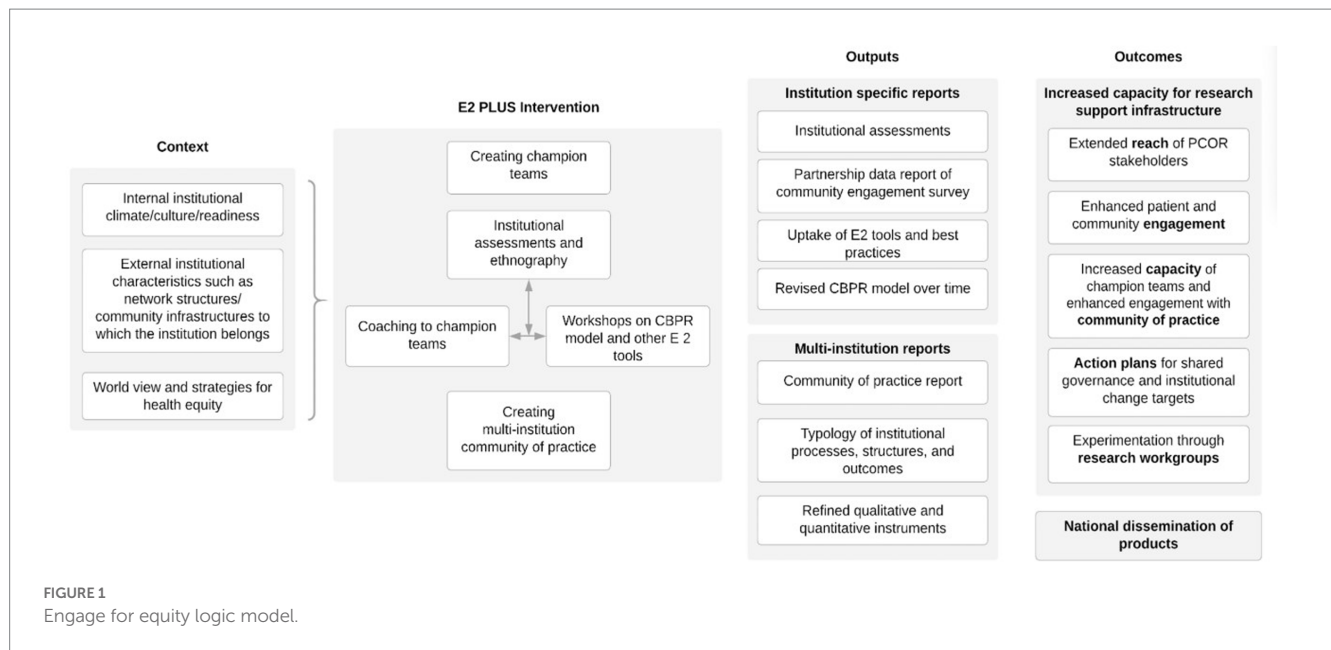 Context
Internal institutional
climate/culture/readiness
External institutional
characteristics such as
network structures/
community infrastructures to
which the institution belongs
World view and strategies for
health equity
E2 PLUS Intervention
Creating champion
teams
Institutional
assessments and
ethnography
Coaching to champion
teams
Workshops on CBPR
model and other E 2
tools
Creating
multi-institution
community of practice
Outputs
Institution specific reports
Institutional assessments
Partnership data report of
community engagement survey
Uptake of E2 tools and best
practices
Revised CBPR model over time
Multi-institution reports
Community of practice report
Typology of institutional
processes, structures, and
outcomes
Refined qualitative and
quantitative instruments
Outcomes
Increased capacity for research
support infrastructure
Extended reach of PCOR
stakeholders
Enhanced patient and
community engagement
Increased capacity of
champion teams and
enhanced engagement with
community of practice
Action plans for shared
governance and institutional
change targets
Experimentation through
research workgroups
National dissemination of
products
FIGURE 1
Engage for equity logic model.